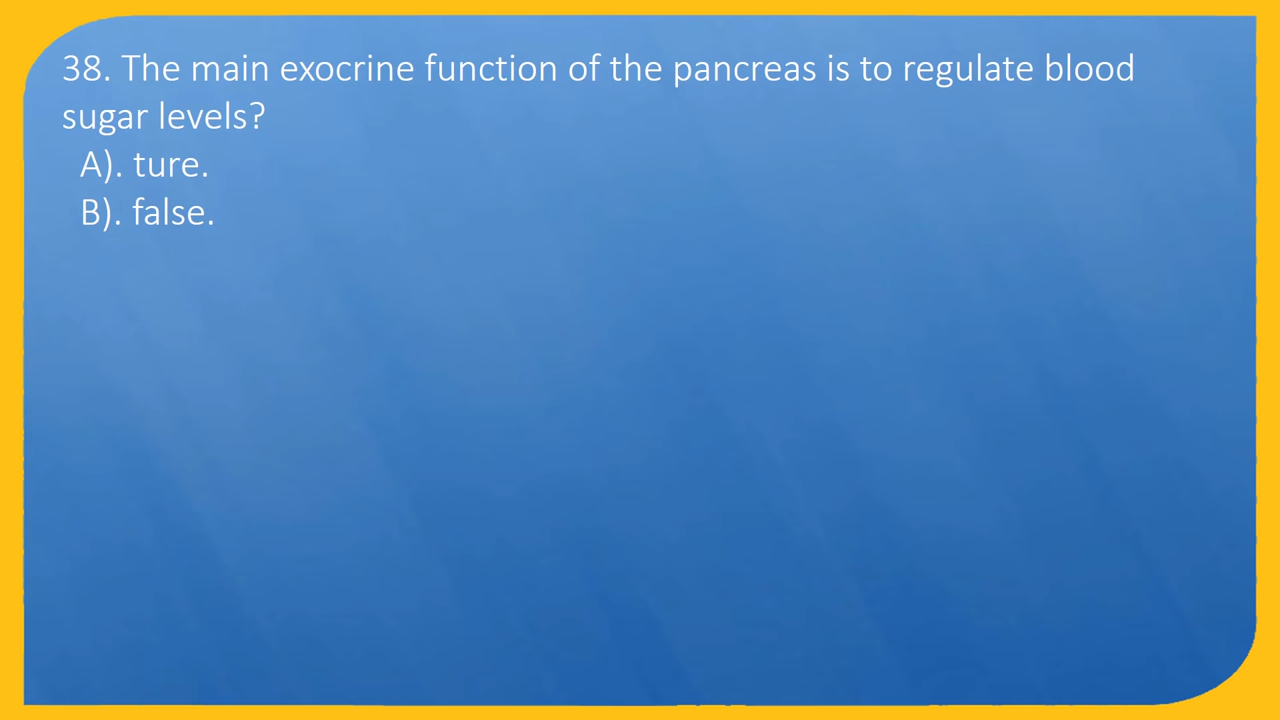 38. The main exocrine function of the pancreas is to regulate blood
sugar levels?
A). ture.
B). false.